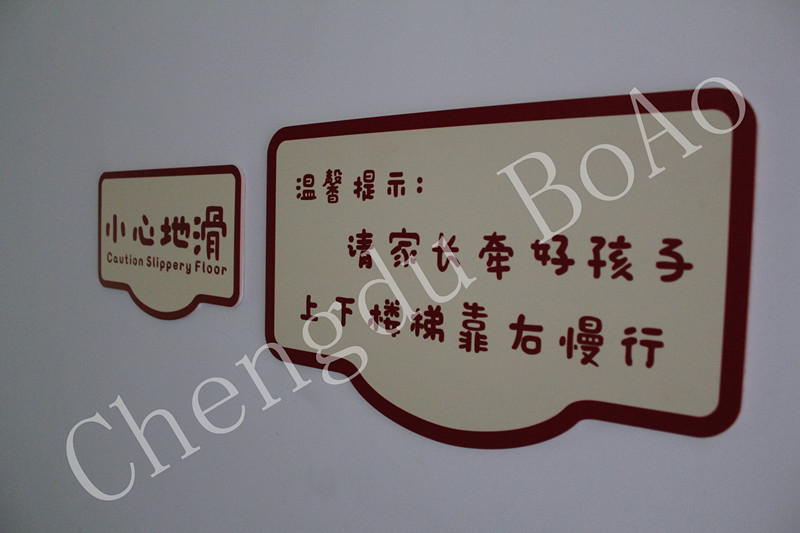 小心地滑
Caution Slippery Floor
温馨提示：
请家长牵好孩子
上下楼梯靠右慢行
Chengdu BoAo